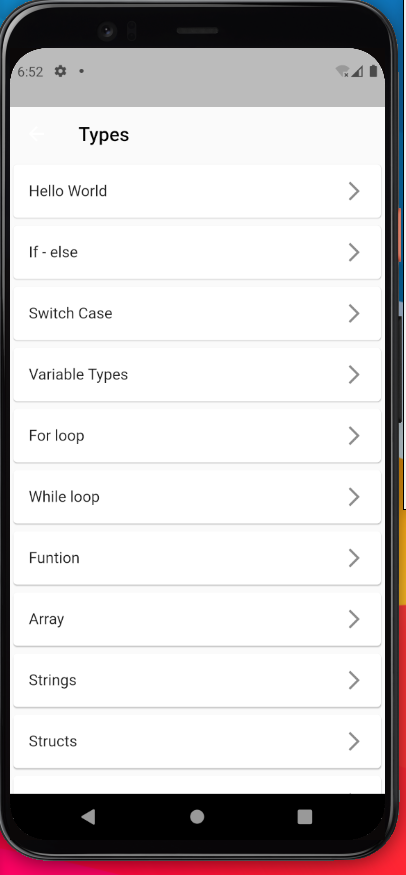 6:52
Types
Hello World
If - else
Switch Case
Variable Types
For loop
While loop
Funtion
Array
Strings
Structs